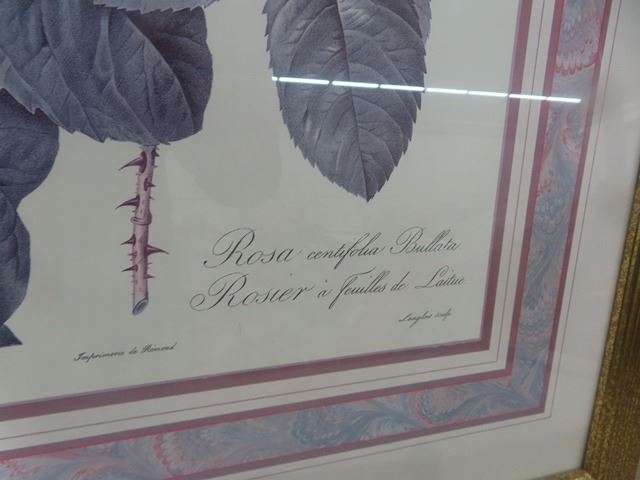 Rosa centifolia Bullata
Rosier à Feuilles de Laitue.
Langlois sculp.
Imprimerie de Rémond